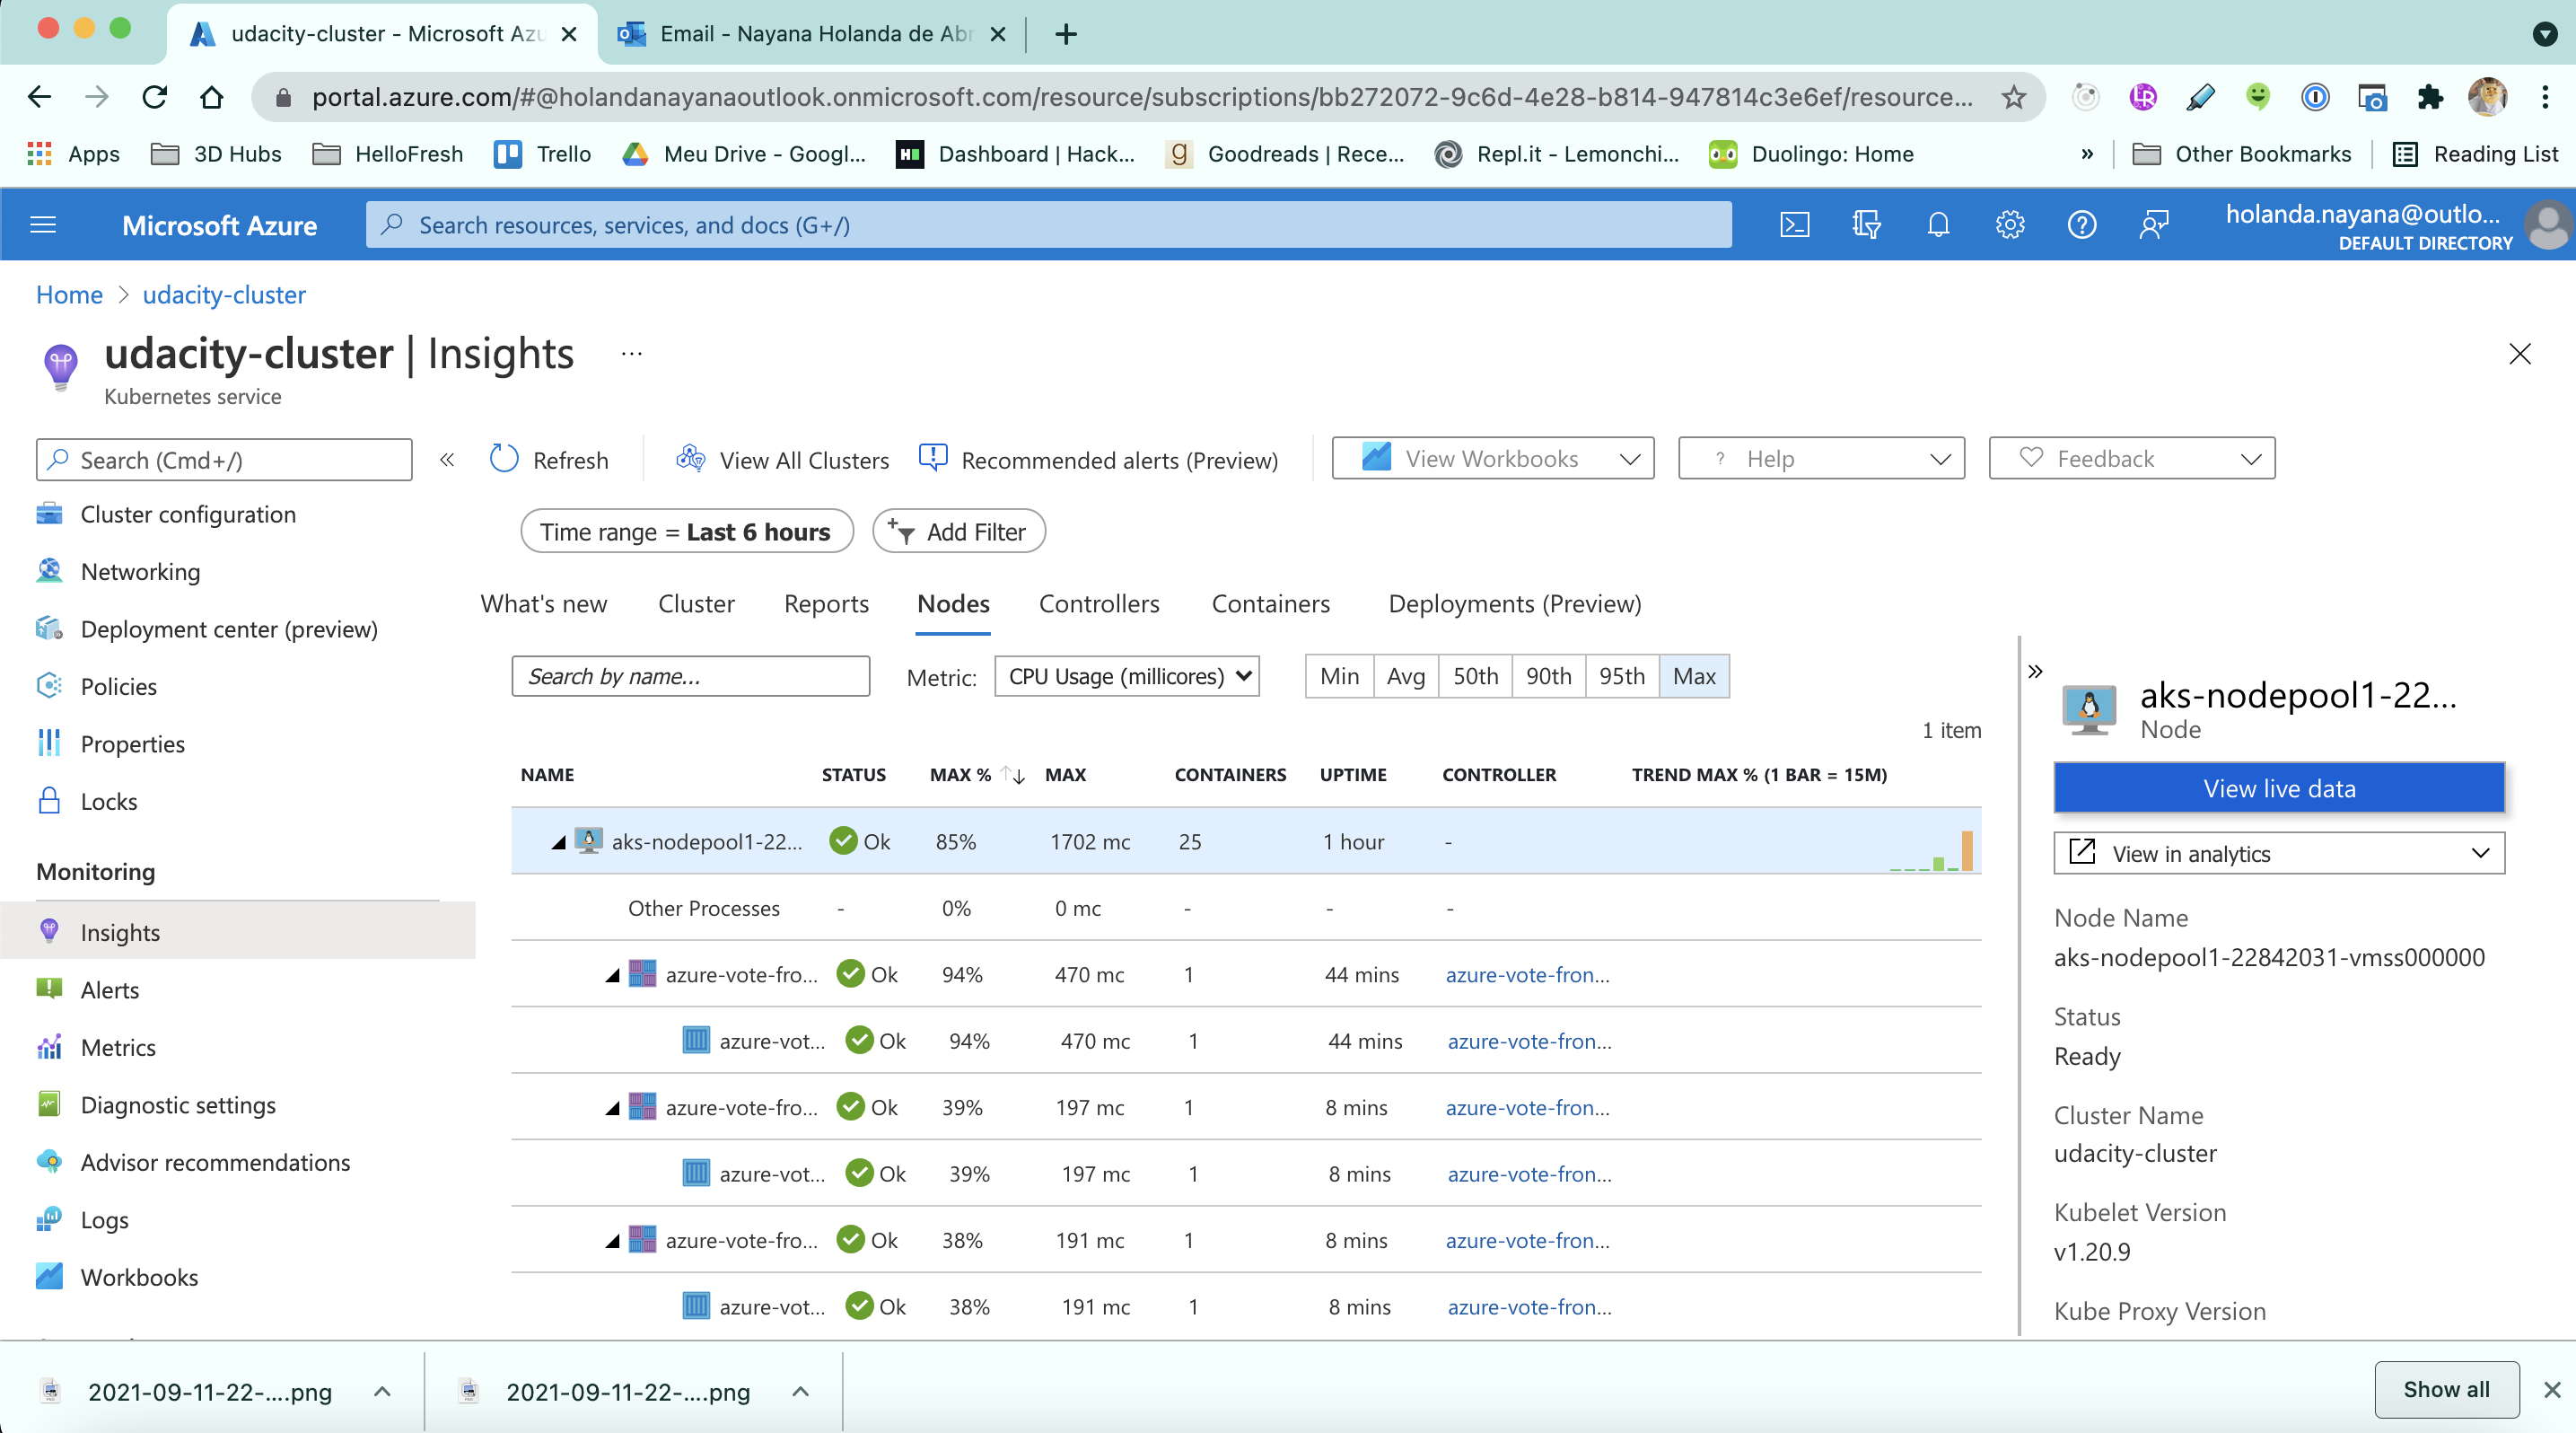 udacity-cluster - Microsoft Azu
Email - Nayana Holanda de Abr
portal.azure.com/#@holandanayanaoutlook.onmicrosoft.com/resource/subscriptions/bb272072-9c6d-4e28-b814-947814c3e6ef/resource...
Apps
3D Hubs
HelloFresh
Trello
Meu Drive - Googl...
Dashboard | Hack...
Goodreads | Rece...
Repl.it - Lemonchi...
Duolingo: Home
»
Other Bookmarks
Reading List
Microsoft Azure
Search resources, services, and docs (G+/)
holanda.nayana@outlo...
DEFAULT DIRECTORY
Home > udacity-cluster
udacity-cluster | Insights ...
Kubernetes service
Search (Cmd+/)
«
Refresh
View All Clusters
Recommended alerts (Preview)
View Workbooks
? Help
Feedback
Cluster configuration
Networking
Deployment center (preview)
Policies
Properties
Locks
Monitoring
Insights
Alerts
Metrics
Diagnostic settings
Advisor recommendations
Logs
Workbooks
Time range = Last 6 hours
Add Filter
What's new
Cluster
Reports
Nodes
Controllers
Containers
Deployments (Preview)
Search by name...
Metric:
CPU Usage (millicores)
Min Avg 50th 90th 95th Max
1 item
NAME STATUS MAX % MAX CONTAINERS UPTIME CONTROLLER TREND MAX % (1 BAR = 15M)
aks-nodepool1-22... Ok 85% 1702 mc 25 1 hour -
Other Processes - 0% 0 mc - - -
azure-vote-fro... Ok 94% 470 mc 1 44 mins azure-vote-fron...
azure-vot... Ok 94% 470 mc 1 44 mins azure-vote-fron...
azure-vote-fro... Ok 39% 197 mc 1 8 mins azure-vote-fron...
azure-vot... Ok 39% 197 mc 1 8 mins azure-vote-fron...
azure-vote-fro... Ok 38% 191 mc 1 8 mins azure-vote-fron...
azure-vot... Ok 38% 191 mc 1 8 mins azure-vote-fron...
»
aks-nodepool1-22...
Node
View live data
View in analytics
Node Name
aks-nodepool1-22842031-vmss000000
Status
Ready
Cluster Name
udacity-cluster
Kubelet Version
v1.20.9
Kube Proxy Version
2021-09-11-22-....png
2021-09-11-22-....png
Show all